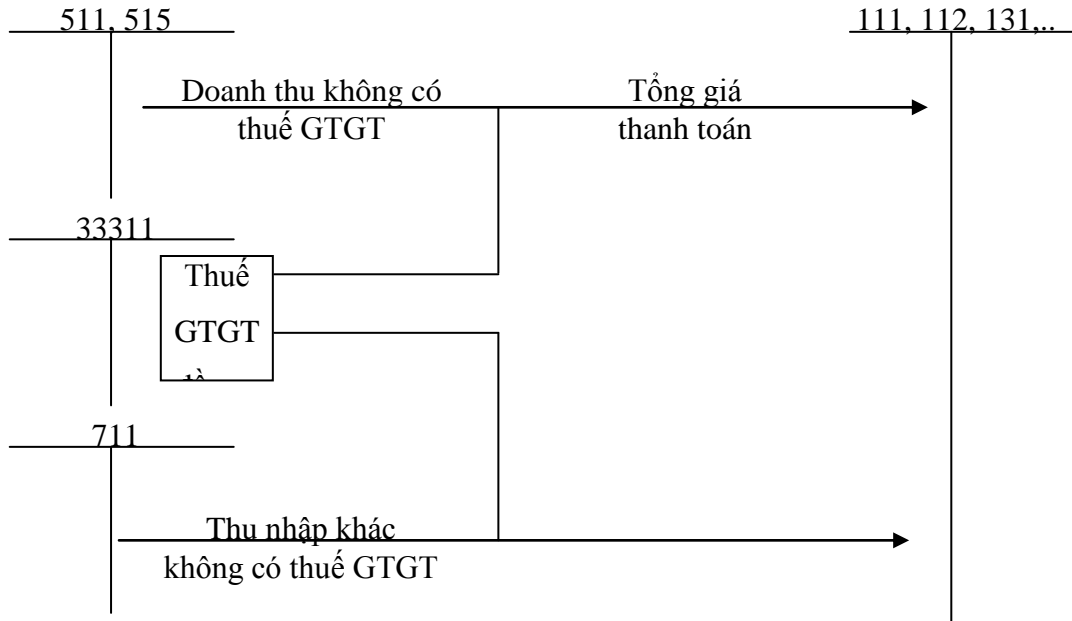 511, 515
111, 112, 131,..
Doanh thu không có
thuế GTGT
Tổng giá
thanh toán
33311
Thuế
GTGT
711
Thu nhập khác
không có thuế GTGT